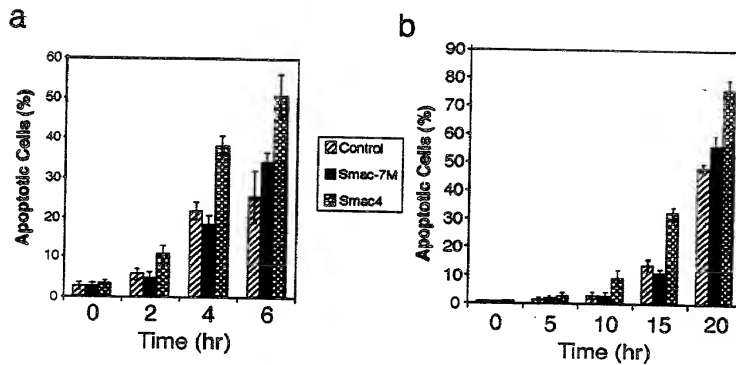 a
60
50
40
30
20
10
0
Apoptotic Cells (%)
0 2 4 6
Time (hr)
Control
Smac-7M
Smac4
b
90
80
70
60
50
40
30
20
10
0
Apoptotic Cells (%)
0 5 10 15 20
Time (hr)